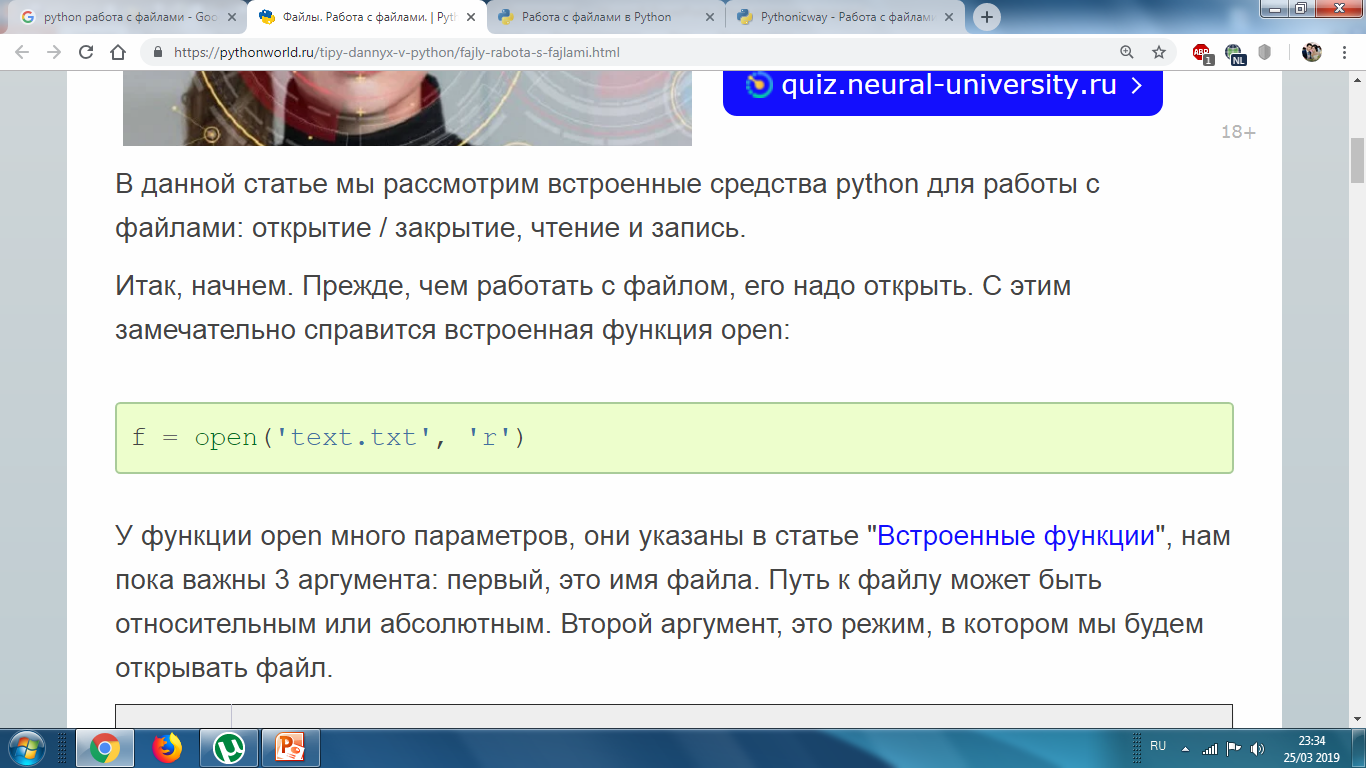 python работа с файлами - Goo
Файлы. Работа с файлами. | Pyth
Работа с файлами в Python
Pythonicway - Работа с файлами
https://pythonworld.ru/tipy-dannyx-v-python/fajly-rabota-s-fajlami.html
ABP
1
NL
quiz.neural-university.ru
18+
В данной статье мы рассмотрим встроенные средства python для работы с
файлами: открытие / закрытие, чтение и запись.
Итак, начнем. Прежде, чем работать с файлом, его надо открыть. С этим
замечательно справится встроенная функция open:
f = open('text.txt', 'r')
У функции open много параметров, они указаны в статье "Встроенные функции", нам
пока важны 3 аргумента: первый, это имя файла. Путь к файлу может быть
относительным или абсолютным. Второй аргумент, это режим, в котором мы будем
открывать файл.
RU
23:34
25/03 2019